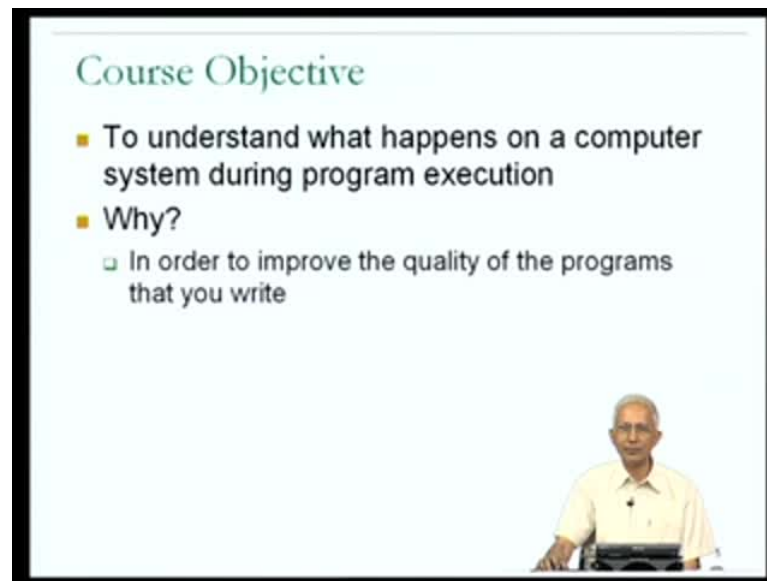 Course Objective
To understand what happens on a computer
system during program execution
Why?
In order to improve the quality of the programs
that you write